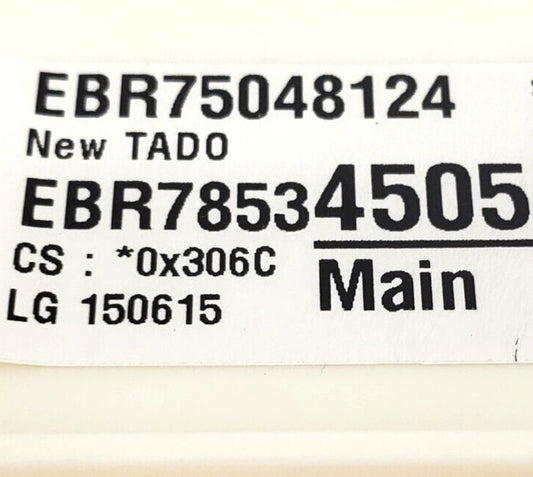 EBR75048124
New TADO
EBR78534505
CS : *0x306C
Main
LG 150615